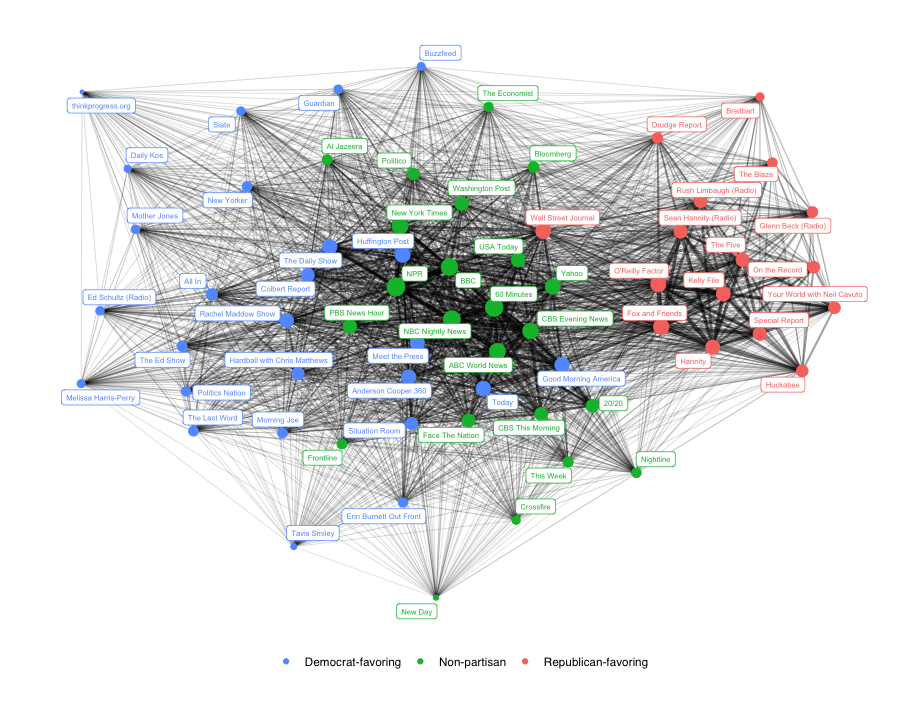 Buzzfeed
thinkprogress.org
Guardian
The Economist
Breitbart
Slate
Drudge Report
Al Jazeera
Daily Kos
Politico
Bloomberg
The Blaze
New Yorker
Washington Post
Rush Limbaugh (Radio)
Mother Jones
New York Times
Wall Street Journal
Sean Hannity (Radio)
Glenn Beck (Radio)
Huffington Post
USA Today
The Five
The Daily Show
NPR
BBC
Yahoo
O'Reilly Factor
Kelly File
On the Record
All In
Colbert Report
60 Minutes
Your World with Neil Cavuto
Ed Schultz (Radio)
Rachel Maddow Show
PBS News Hour
CBS Evening News
Fox and Friends
Special Report
NBC Nightly News
The Ed Show
Hardball with Chris Matthews
Meet the Press
ABC World News
Hannity
Good Morning America
Huckabee
Melissa Harris-Perry
Politics Nation
Anderson Cooper 360
Today
20/20
The Last Word
Morning Joe
Situation Room
Face The Nation
CBS This Morning
Frontline
This Week
Nightline
Erin Burnett Out Front
Crossfire
Tavis Smiley
New Day
Democrat-favoring
Non-partisan
Republican-favoring